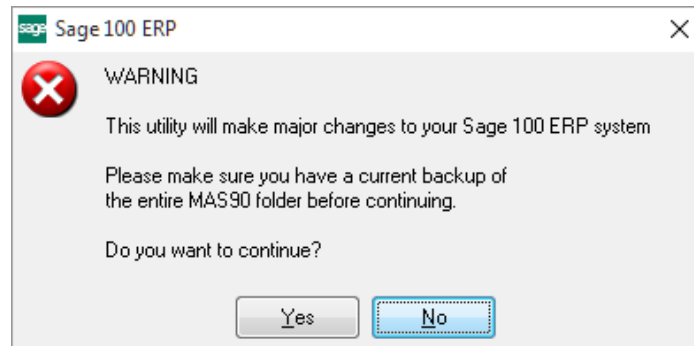 sage Sage 100 ERP
WARNING
This utility will make major changes to your Sage 100 ERP system
Please make sure you have a current backup of
the entire MAS90 folder before continuing.
Do you want to continue?
Yes No